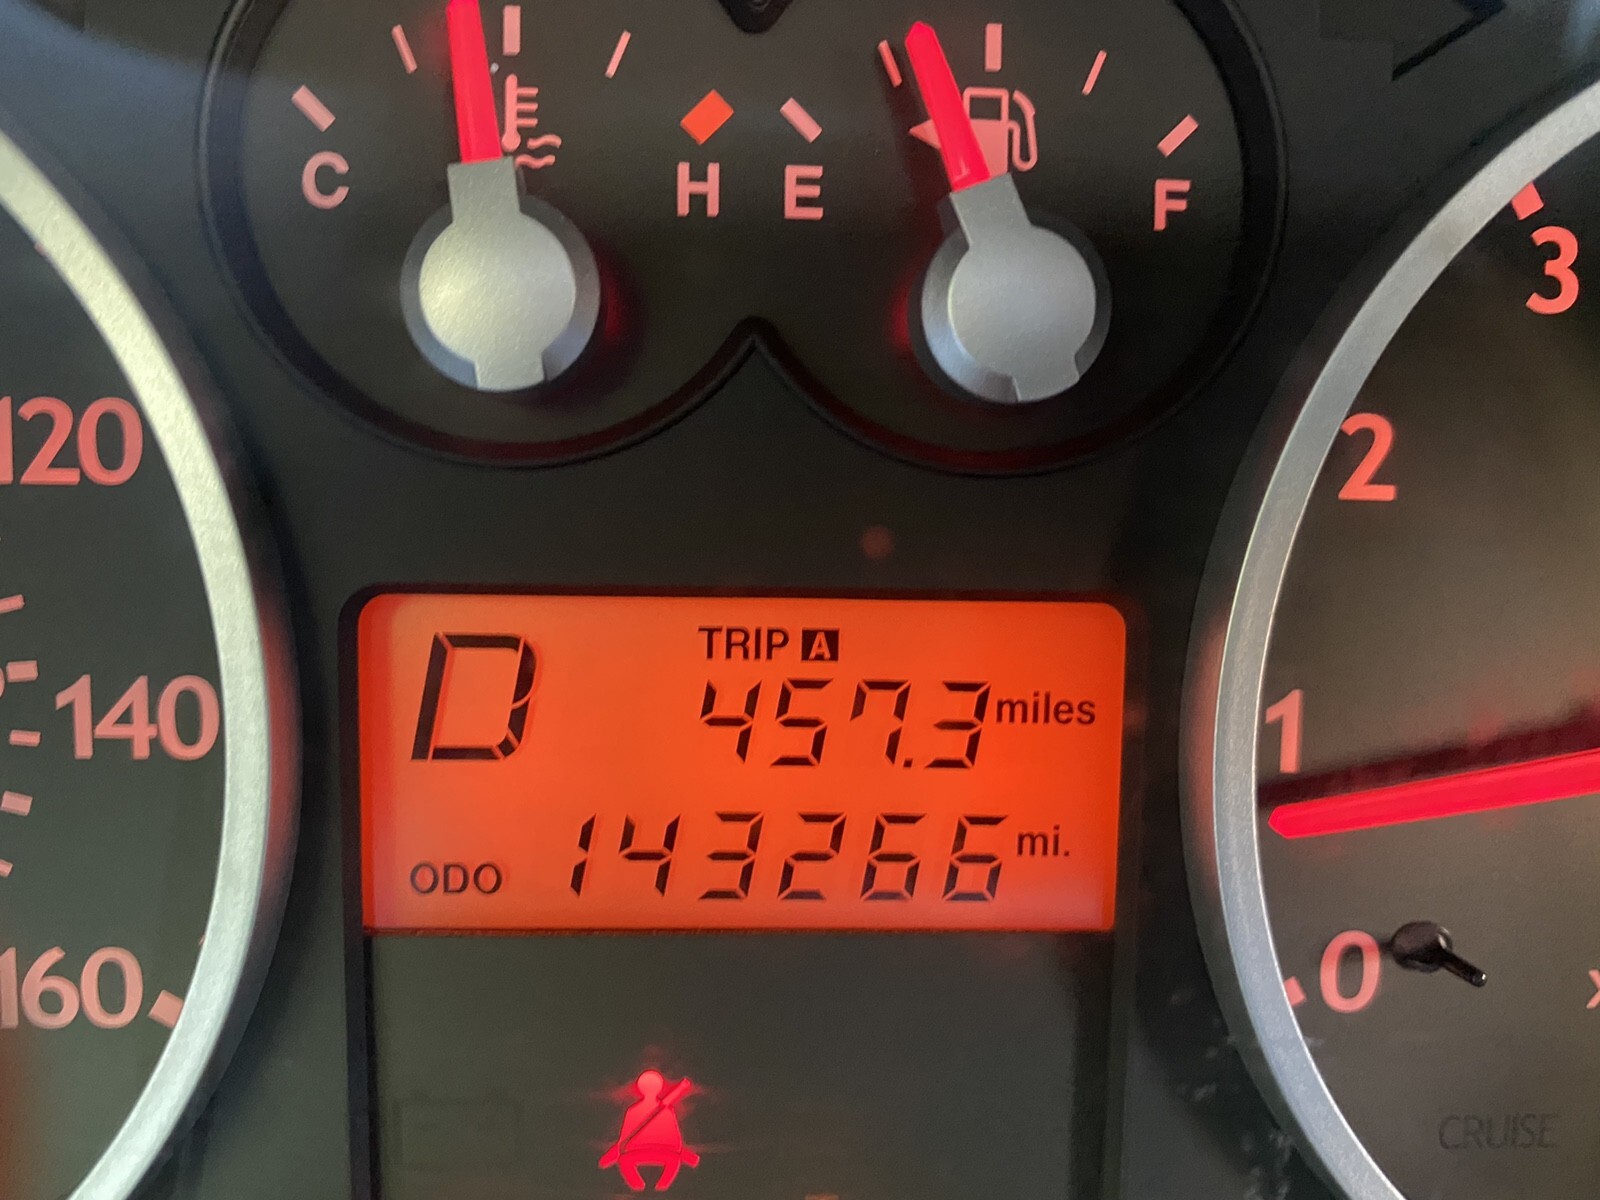 C H E F
3
120
2
D TRIP A
457.3 miles
140
1
ODO 143266 mi.
160
0
CRUISE